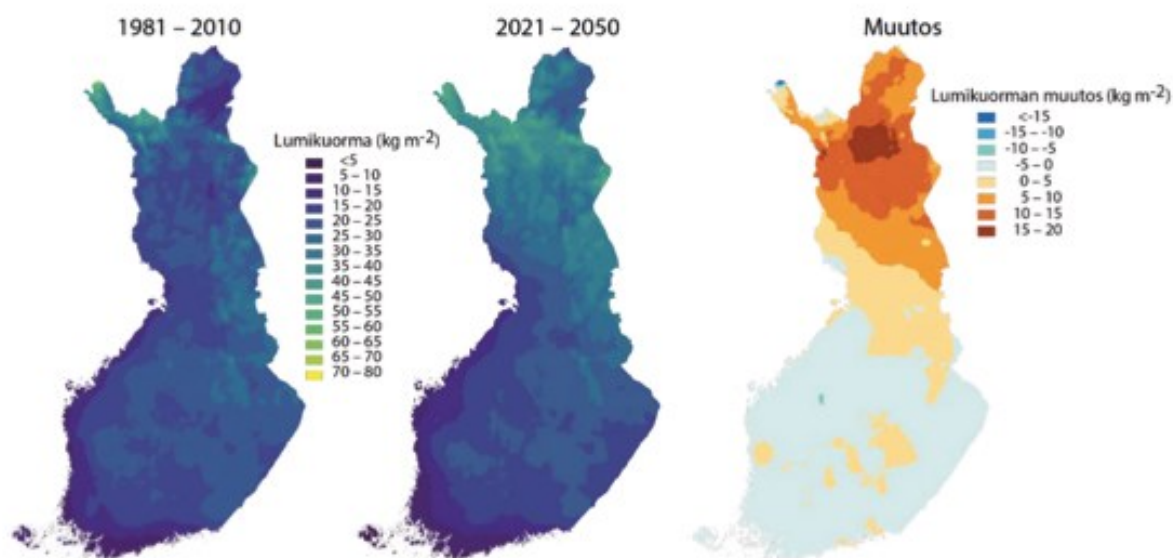 1981 – 2010
2021 – 2050
Muutos
Lumikuorma (kg m-2)
<5
5 – 10
10 – 15
15 – 20
20 – 25
25 – 30
30 – 35
35 – 40
40 – 45
45 – 50
50 – 55
55 – 60
60 – 65
65 – 70
70 – 80
Lumikuorman muutos (kg m-2)
<-15
-15 – -10
-10 – -5
-5 – 0
0 – 5
5 – 10
10 – 15
15 – 20